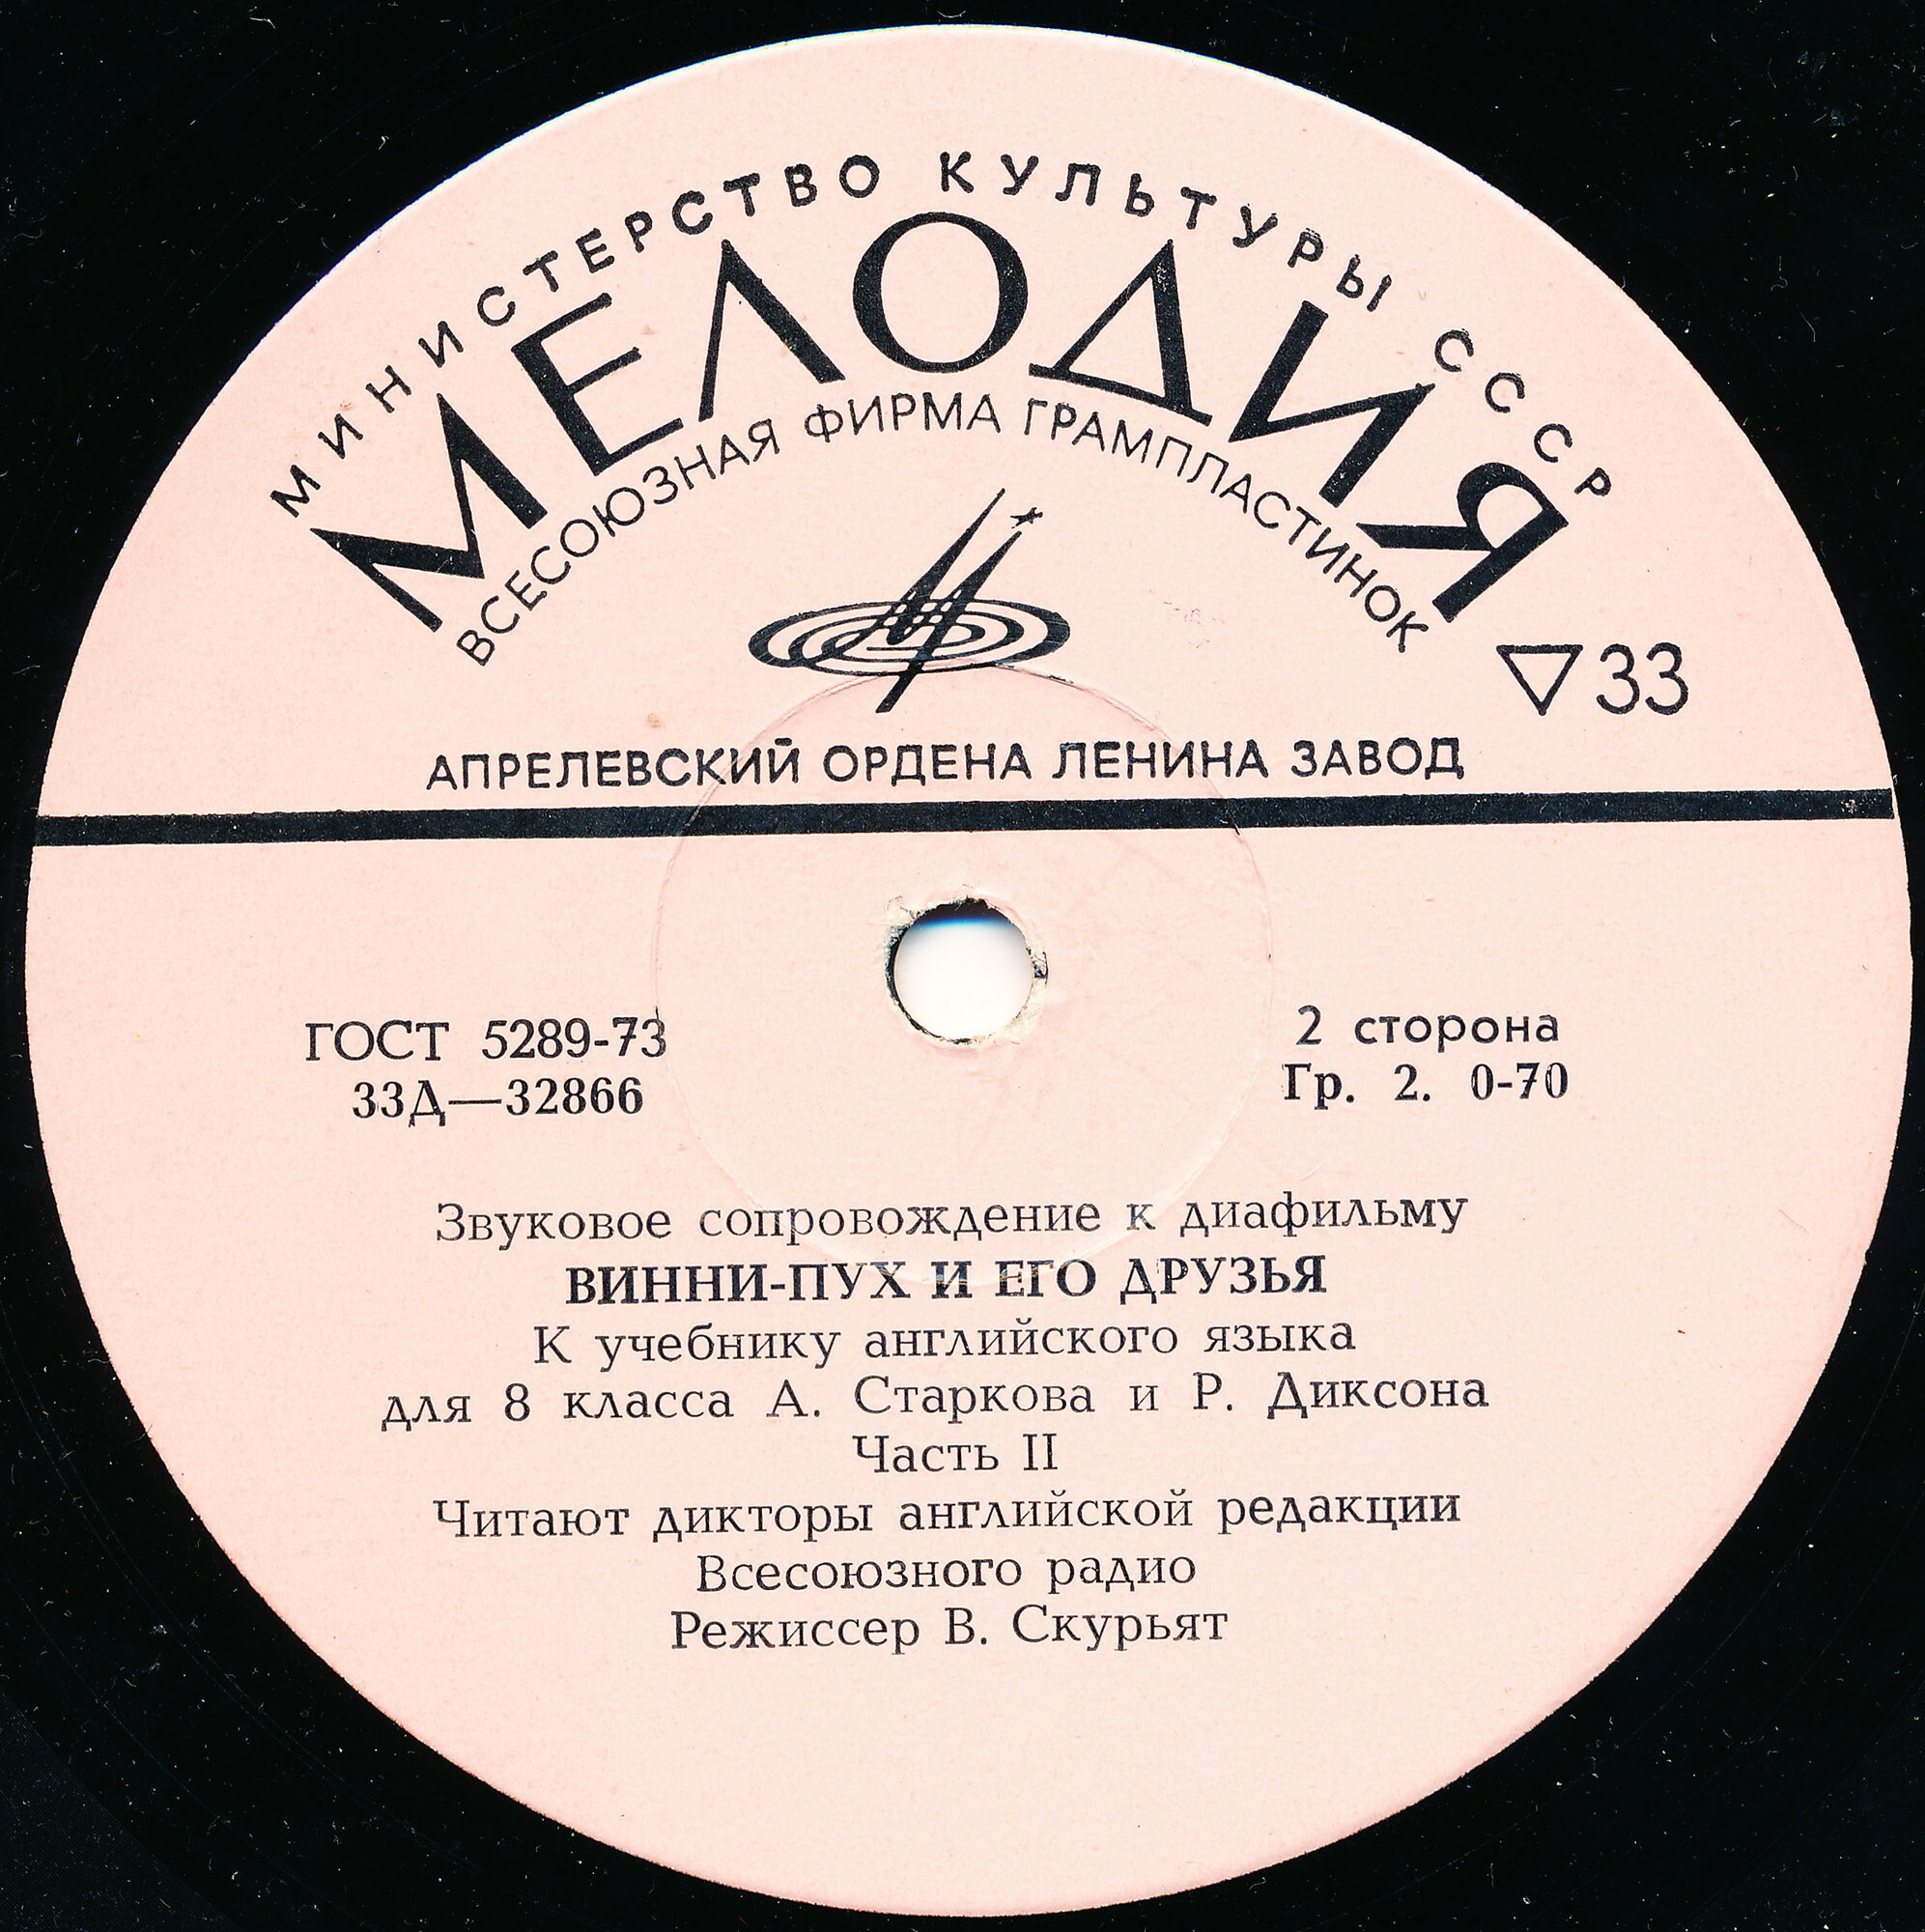 МИНИСТЕРСТВО КУЛЬТУРЫ СССР
МЕЛОДИЯ
ВСЕСОЮЗНАЯ ФИРМА ГРАМПЛАСТИНОК
33
АПРЕЛЕВСКИЙ ОРДЕНА ЛЕНИНА ЗАВОД
ГОСТ 5289-73
33Д—32866
2 сторона
Гр. 2. 0-70
Звуковое сопровождение к диафильму
ВИННИ-ПУХ И ЕГО ДРУЗЬЯ
К учебнику английского языка
для 8 класса А. Старкова и Р. Диксона
Часть II
Читают дикторы английской редакции
Всесоюзного радио
Режиссер В. Скурьят